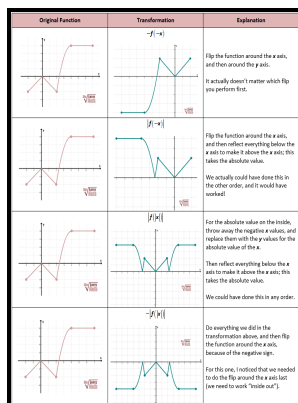 Original Function
Transformation
Explanation
−f(−x)
Flip the function around the x axis,
and then around the y axis.
It actually doesn't matter which flip
you perform first.
|f(−x)|
Flip the function around the x axis,
and then reflect everything below the
x axis to make it above the x axis; this
takes the absolute value.
We actually could have done this in
the other order, and it would have
worked!
|f(|x|)|
For the absolute value on the inside,
throw away the negative x values, and
replace them with the y values for the
absolute value of the x.
Then reflect everything below the x
axis to make it above the x axis; this
takes the absolute value.
We could have done this in any order.
−|f(|x|)|
Do everything we did in the
transformation above, and then flip
the function around the x axis,
because of the negative sign.
For this one, I noticed that we needed
to do the flip around the x axis last
(we need to work "inside out").